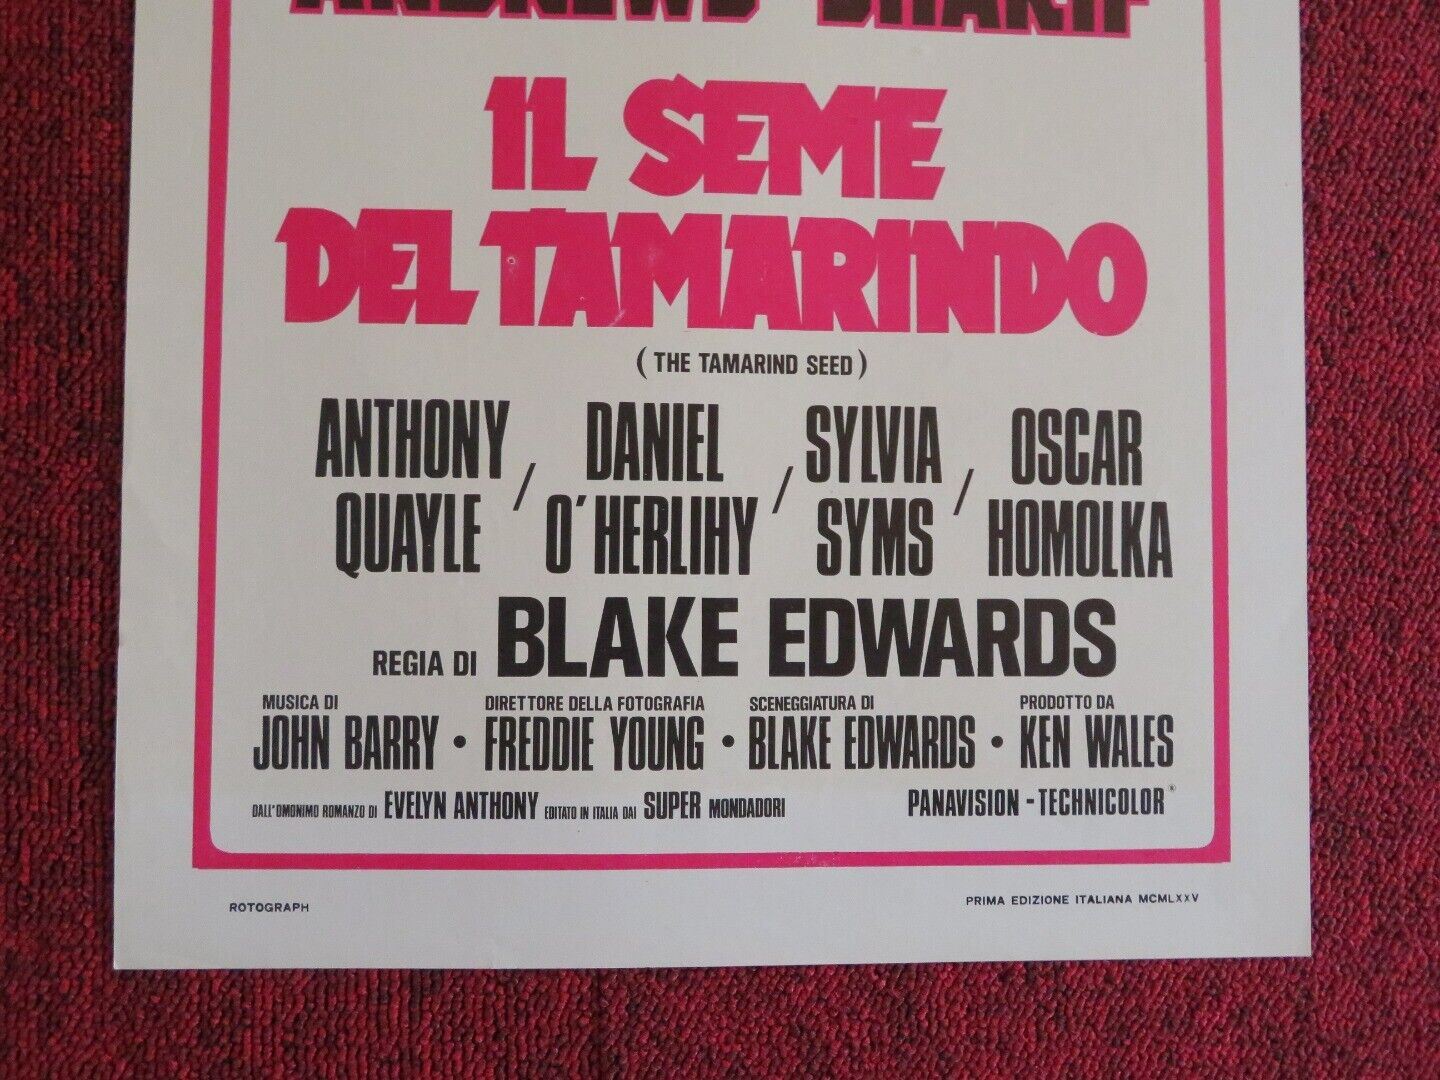 ANDREWS SHARIF
IL SEME
DEL TAMARINDO
(THE TAMARIND SEED)
ANTHONY QUAYLE / DANIEL O'HERLIHY / SYLVIA SYMS / OSCAR HOMOLKA
REGIA DI BLAKE EDWARDS
MUSICA DI DIRETTORE DELLA FOTOGRAFIA SCENEGGIATURA DI PRODOTTO DA
JOHN BARRY • FREDDIE YOUNG • BLAKE EDWARDS • KEN WALES
DALL'OMONIMO ROMANZO DI EVELYN ANTHONY EDITATO IN ITALIA DAI SUPER MONDADORI PANAVISION - TECHNICOLOR®
ROTOGRAPH PRIMA EDIZIONE ITALIANA MCMLXXV